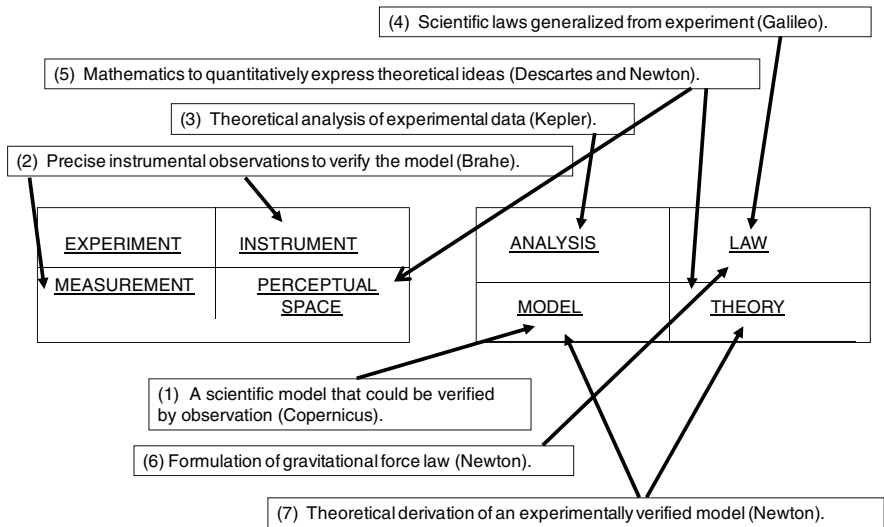 (4) Scientific laws generalized from experiment (Galileo).
(5) Mathematics to quantitatively express theoretical ideas (Descartes and Newton).
(3) Theoretical analysis of experimental data (Kepler).
(2) Precise instrumental observations to verify the model (Brahe).
EXPERIMENT
INSTRUMENT
MEASUREMENT
PERCEPTUAL
SPACE
ANALYSIS
LAW
MODEL
THEORY
(1) A scientific model that could be verified
by observation (Copernicus).
(6) Formulation of gravitational force law (Newton).
(7) Theoretical derivation of an experimentally verified model (Newton).